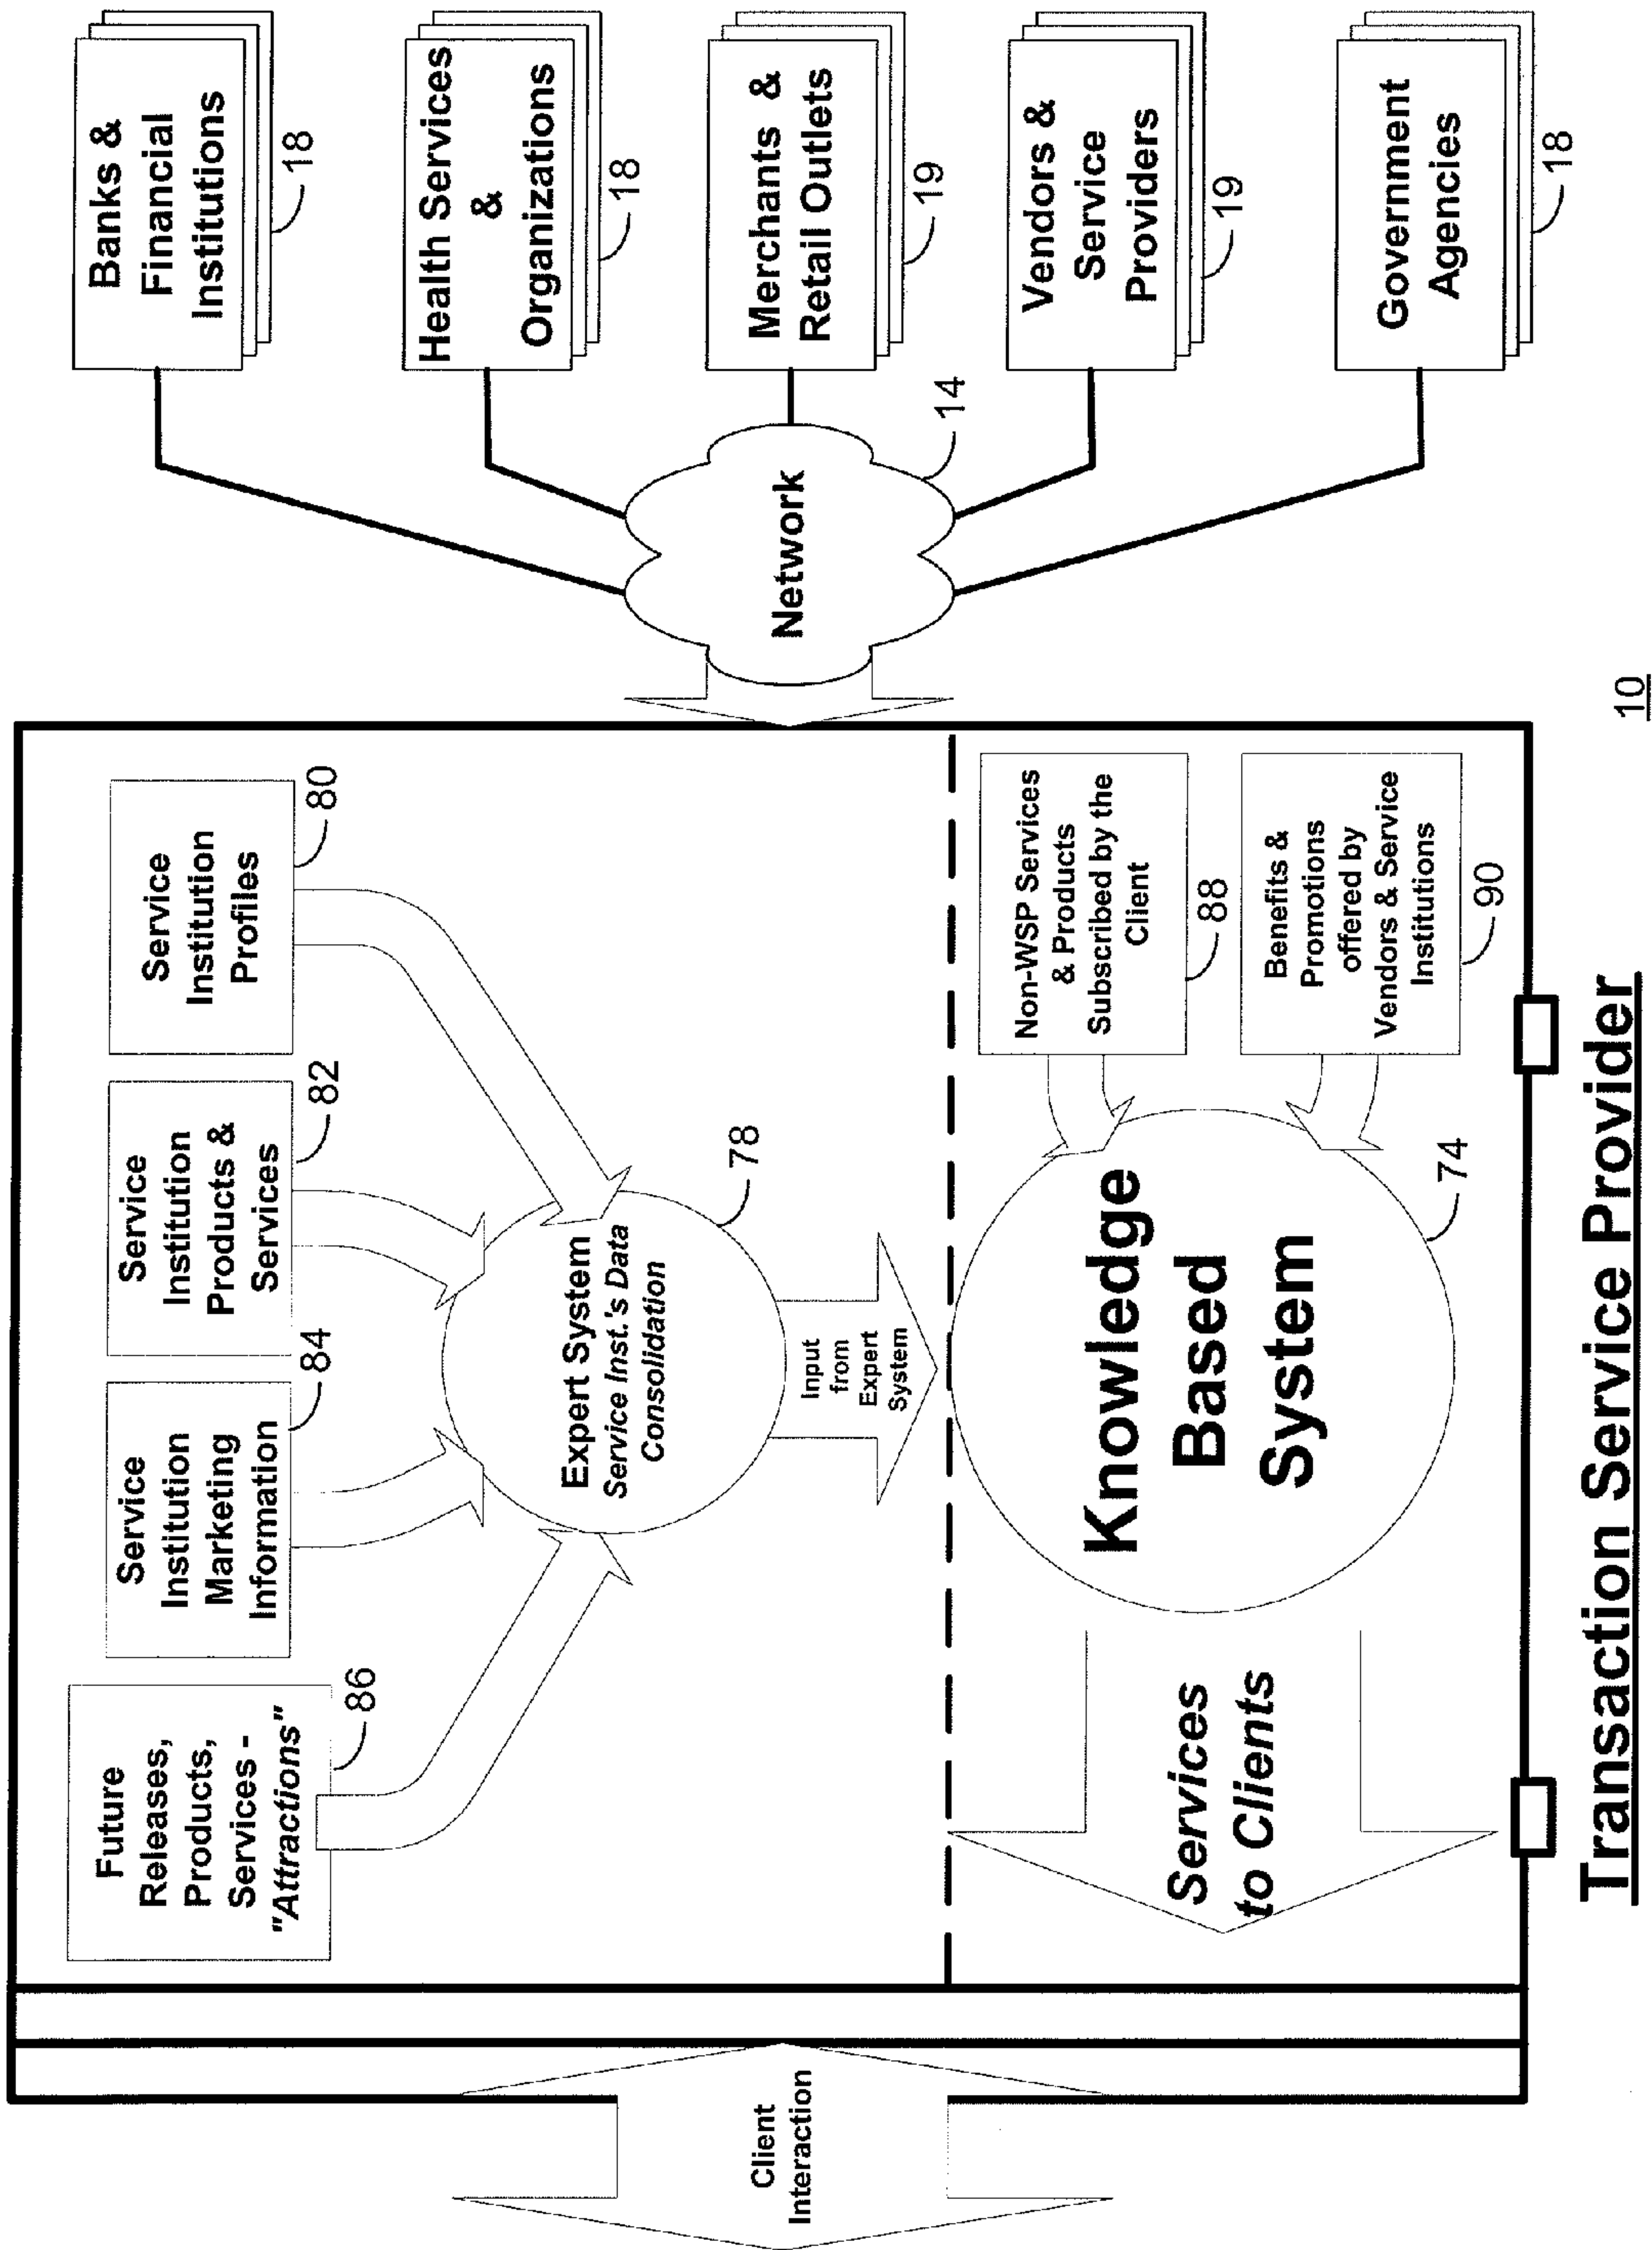 Future
Releases,
Products,
Services -
"Attractions"
86
Service
Institution
Marketing
Information
84
Service
Institution
Products &
Services
82
Service
Institution
Profiles
80
Banks &
Financial
Institutions
18
Health Services
&
Organizations
18
Expert System
Service Inst.'s Data
Consolidation
78
Client
Interaction
Network
14
Merchants &
Retail Outlets
19
Input
from
Expert
System
Services
to Clients
Knowledge
Based
System
74
Non-WSP Services
& Products
Subscribed by the
Client
88
Benefits &
Promotions
offered by
Vendors & Service
Institutions
90
Vendors &
Service
Providers
19
Government
Agencies
18
Transaction Service Provider
10